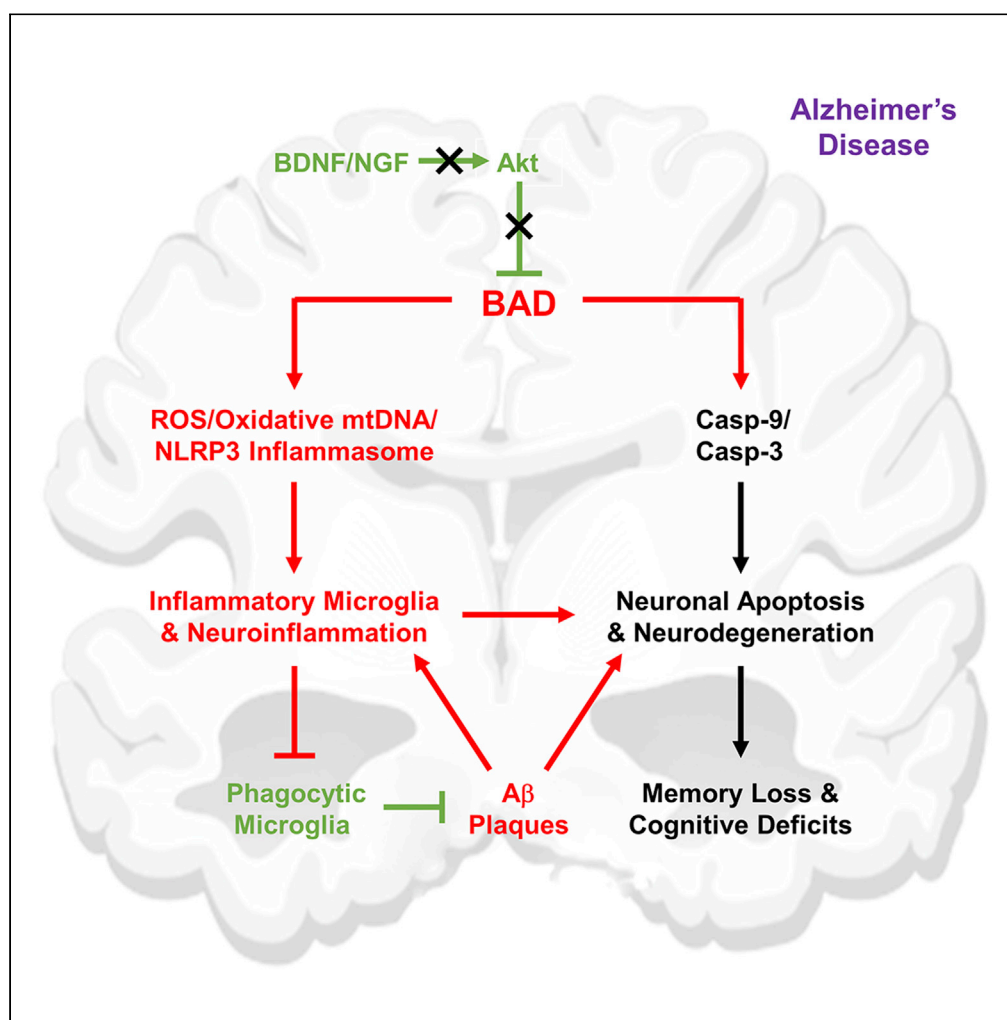 Alzheimer's
Disease
BDNF/NGF
Akt
BAD
ROS/Oxidative mtDNA/
NLRP3 Inflammasome
Casp-9/
Casp-3
Inflammatory Microglia
& Neuroinflammation
Neuronal Apoptosis
& Neurodegeneration
Phagocytic
Microglia
Aβ
Plaques
Memory Loss &
Cognitive Deficits